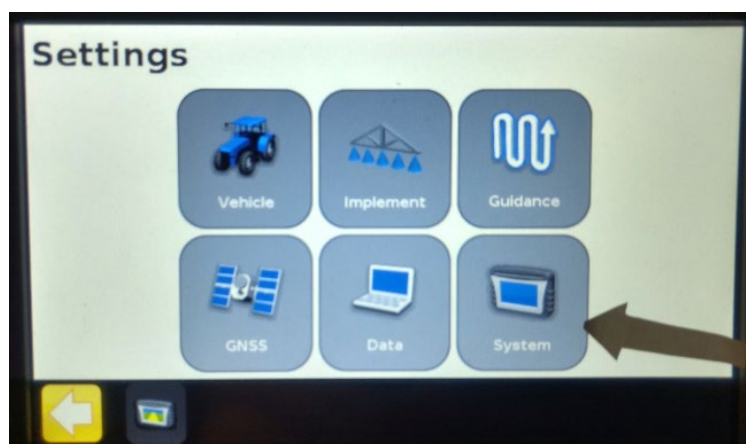 Settings
Vehicle
Implement
Guidance
GNSS
Data
System